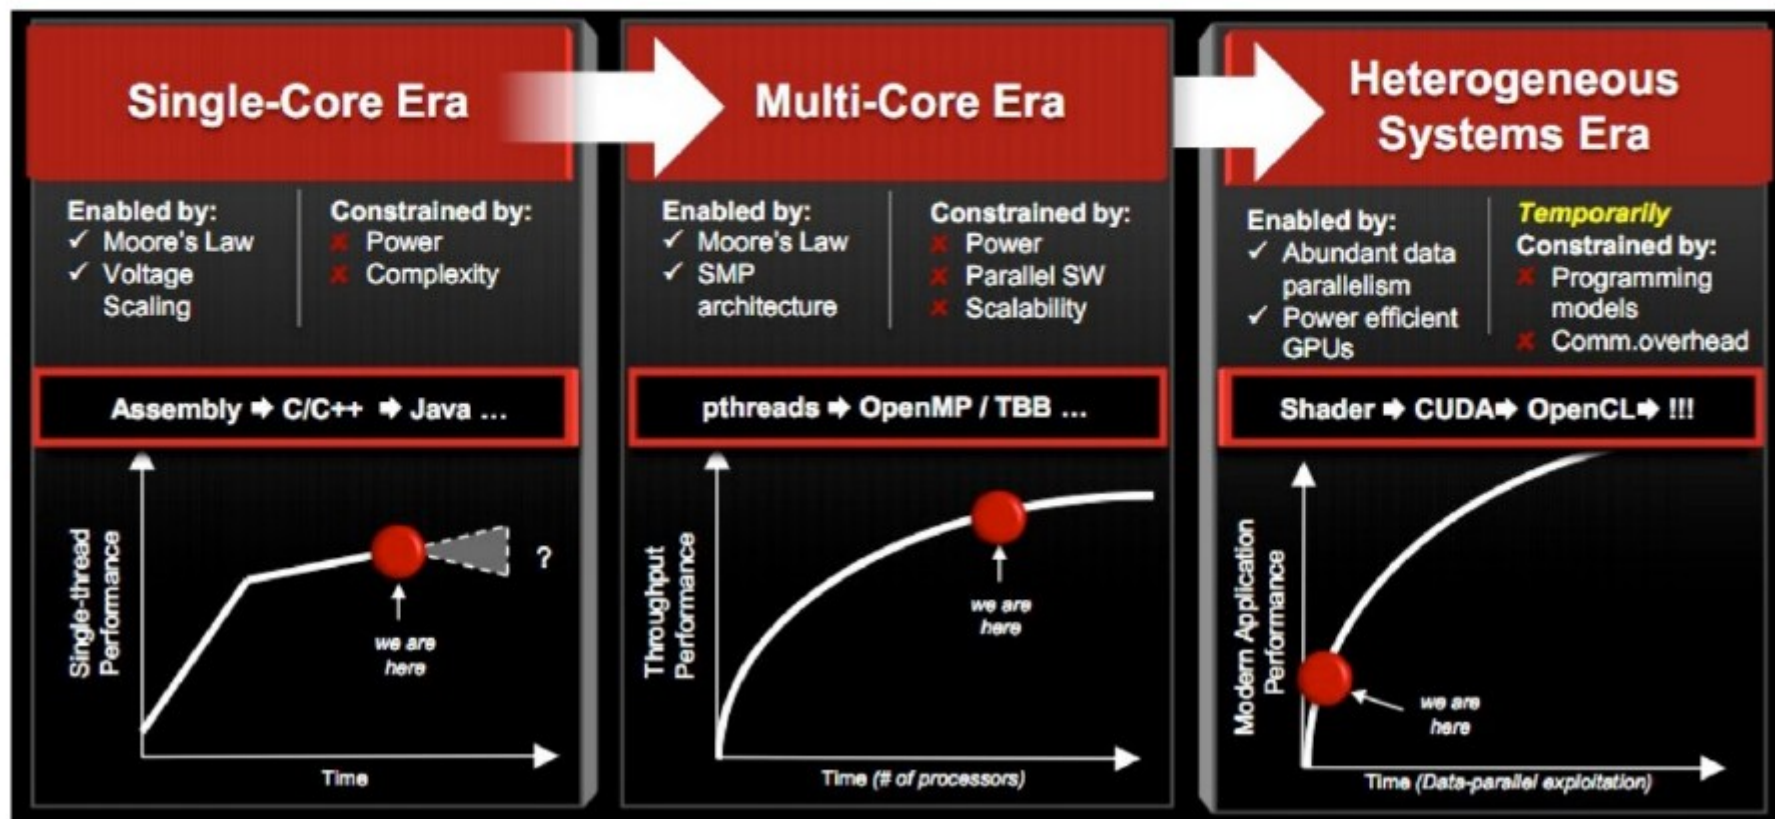 Single-Core Era
Enabled by:
✓ Moore's Law
✓ Voltage
Scaling
Constrained by:
✗ Power
✗ Complexity
Assembly ➡ C/C++ ➡ Java ...
Single-thread
Performance
?
we are
here
Time
Multi-Core Era
Enabled by:
✓ Moore's Law
✓ SMP
architecture
Constrained by:
✗ Power
✗ Parallel SW
✗ Scalability
pthreads ➡ OpenMP / TBB ...
Throughput
Performance
we are
here
Time (# of processors)
Heterogeneous
Systems Era
Enabled by:
✓ Abundant data
parallelism
✓ Power efficient
GPUs
Temporarily
Constrained by:
✗ Programming
models
✗ Comm.overhead
Shader ➡ CUDA➡ OpenCL➡ !!!
Modern Application
Performance
we are
here
Time (Data-parallel exploitation)